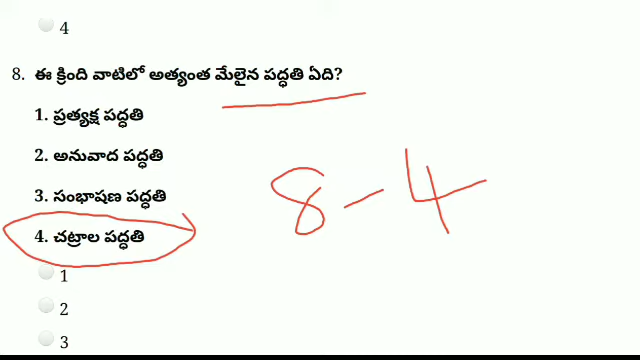 4
8. ఈ క్రింది వాటిలో అత్యంత మేలైన పద్ధతి ఏది?
1. ప్రత్యక్ష పద్ధతి
2. అనువాద పద్ధతి
3. సంభాషణ పద్ధతి
8-4
4. చట్రాల పద్ధతి
1
2
3